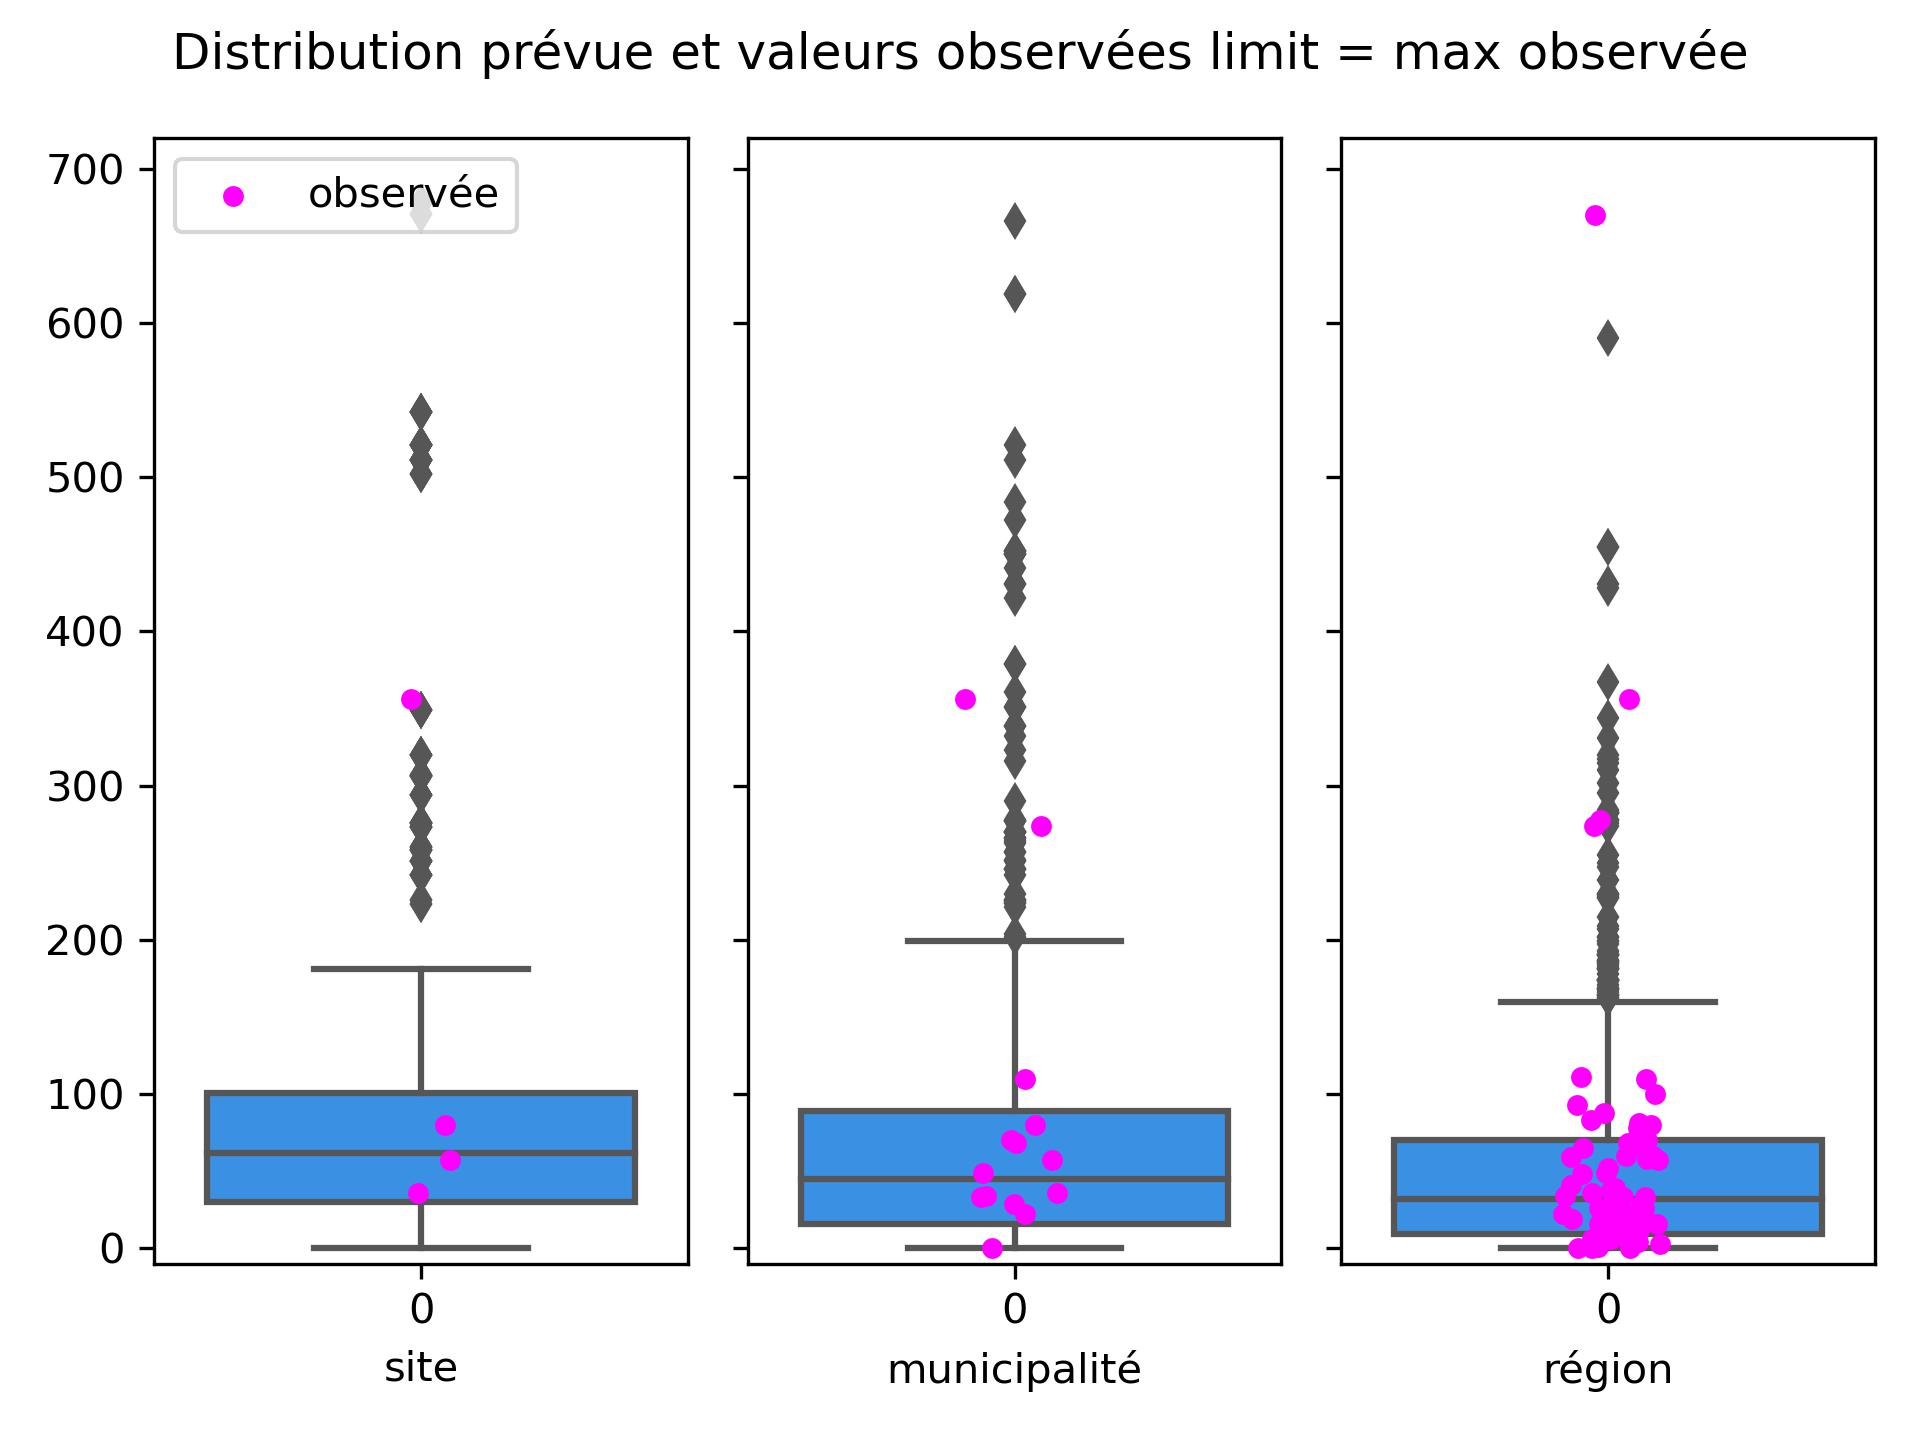 Distribution prévue et valeurs observées limit = max observée
observée
700
600
500
400
300
200
100
0
0
0
0
site
municipalité
région